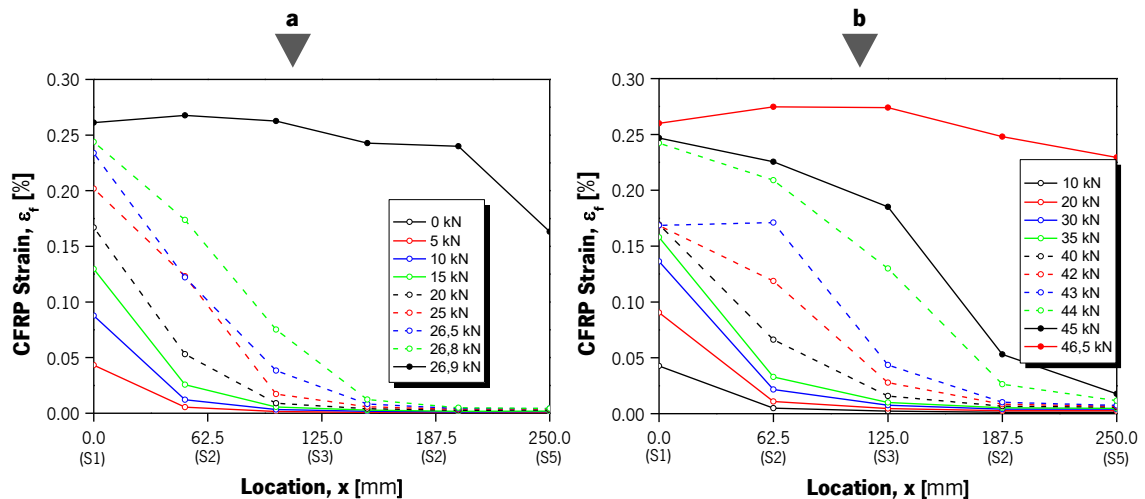 a
b
CFRP Strain, ε_f [%]
0.30
0.25
0.20
0.15
0.10
0.05
0.00
0 kN
5 kN
10 kN
15 kN
20 kN
25 kN
26,5 kN
26,8 kN
26,9 kN
0.0 62.5 125.0 187.5 250.0
(S1) (S2) (S3) (S2) (S5)
Location, x [mm]
CFRP Strain, ε_f [%]
0.30
0.25
0.20
0.15
0.10
0.05
0.00
10 kN
20 kN
30 kN
35 kN
40 kN
42 kN
43 kN
44 kN
45 kN
46,5 kN
0.0 62.5 125.0 187.5 250.0
(S1) (S2) (S3) (S2) (S5)
Location, x [mm]